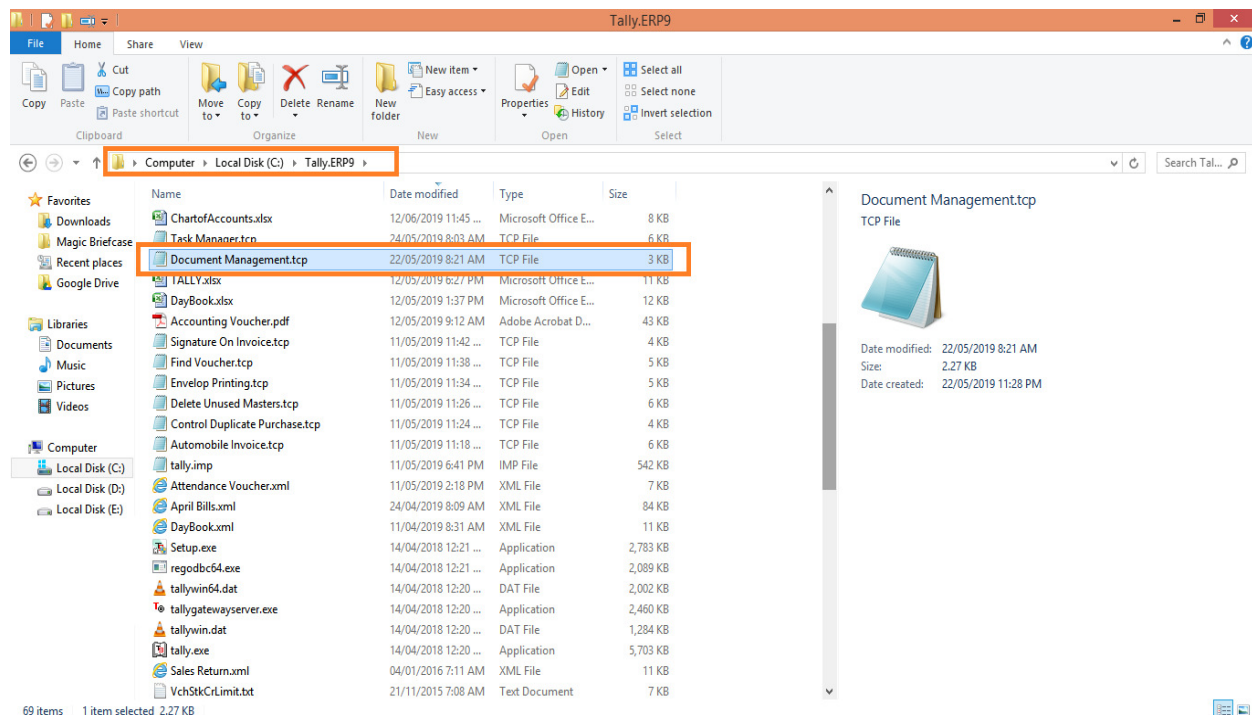 Tally.ERP9
File Home Share View
Cut
Copy path
Paste shortcut
Copy Paste
Move to Copy to Delete Rename
New folder
New item
Easy access
Properties
Open
Edit
History
Select all
Select none
Invert selection
Clipboard Organize New Open Select
Computer Local Disk (C:) Tally.ERP9
Search Tal...
Favorites
Downloads
Magic Briefcase
Recent places
Google Drive
Libraries
Documents
Music
Pictures
Videos
Computer
Local Disk (C:)
Local Disk (D:)
Local Disk (E:)
Name Date modified Type Size
ChartofAccounts.xlsx 12/06/2019 11:45 ... Microsoft Office E... 8 KB
Task Manager.tcp 24/05/2019 8:03 AM TCP File 6 KB
Document Management.tcp 22/05/2019 8:21 AM TCP File 3 KB
TALLY.xlsx 12/05/2019 6:27 PM Microsoft Office E... 11 KB
DayBook.xlsx 12/05/2019 1:37 PM Microsoft Office E... 12 KB
Accounting Voucher.pdf 12/05/2019 9:12 AM Adobe Acrobat D... 43 KB
Signature On Invoice.tcp 11/05/2019 11:42 ... TCP File 4 KB
Find Voucher.tcp 11/05/2019 11:38 ... TCP File 5 KB
Envelop Printing.tcp 11/05/2019 11:34 ... TCP File 5 KB
Delete Unused Masters.tcp 11/05/2019 11:26 ... TCP File 6 KB
Control Duplicate Purchase.tcp 11/05/2019 11:24 ... TCP File 4 KB
Automobile Invoice.tcp 11/05/2019 11:18 ... TCP File 6 KB
tally.imp 11/05/2019 6:41 PM IMP File 542 KB
Attendance Voucher.xml 11/05/2019 2:18 PM XML File 7 KB
April Bills.xml 24/04/2019 8:09 AM XML File 84 KB
DayBook.xml 11/04/2019 8:31 AM XML File 11 KB
Setup.exe 14/04/2018 12:21 ... Application 2,783 KB
regodbc64.exe 14/04/2018 12:21 ... Application 2,089 KB
tallywin64.dat 14/04/2018 12:20 ... DAT File 2,002 KB
tallygatewayserver.exe 14/04/2018 12:20 ... Application 2,460 KB
tallywin.dat 14/04/2018 12:20 ... DAT File 1,284 KB
tally.exe 14/04/2018 12:20 ... Application 5,703 KB
Sales Return.xml 04/01/2016 7:11 AM XML File 11 KB
VchStkCrLimit.txt 21/11/2015 7:08 AM Text Document 7 KB
Document Management.tcp
TCP File
Date modified: 22/05/2019 8:21 AM
Size: 2.27 KB
Date created: 22/05/2019 11:28 PM
69 items 1 item selected 2.27 KB